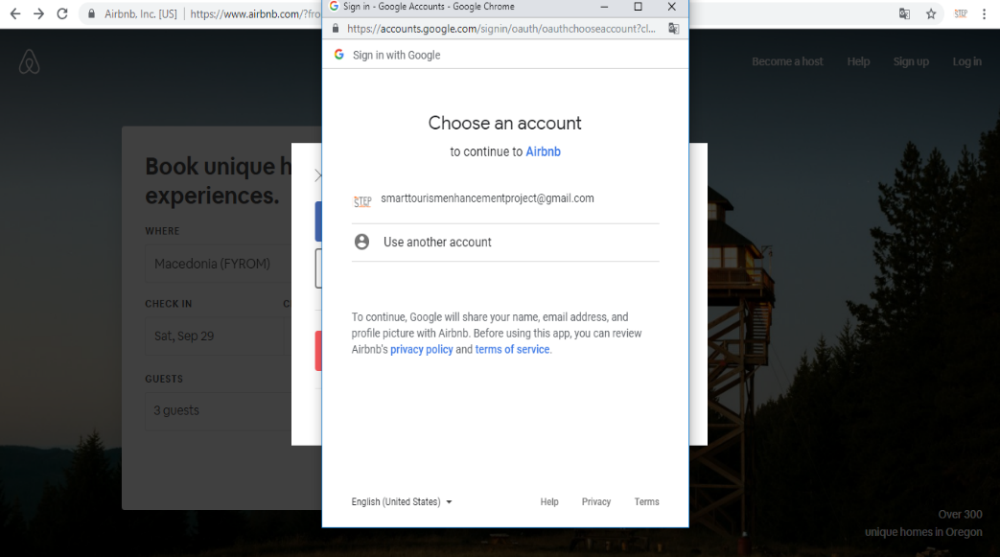 Sign in - Google Accounts - Google Chrome
Airbnb, Inc. [US] | https://www.airbnb.com/?fro
https://accounts.google.com/signin/oauth/oauthchooseaccount?cl...
STEP
Sign in with Google
Become a host Help Sign up Log in
Choose an account
to continue to Airbnb
Book unique h
experiences.
STEP smarttourismenhancementproject@gmail.com
WHERE
Use another account
Macedonia (FYROM)
CHECK IN C
Sat, Sep 29
To continue, Google will share your name, email address, and
profile picture with Airbnb. Before using this app, you can review
Airbnb's privacy policy and terms of service.
GUESTS
3 guests
English (United States) Help Privacy Terms
Over 300
unique homes in Oregon